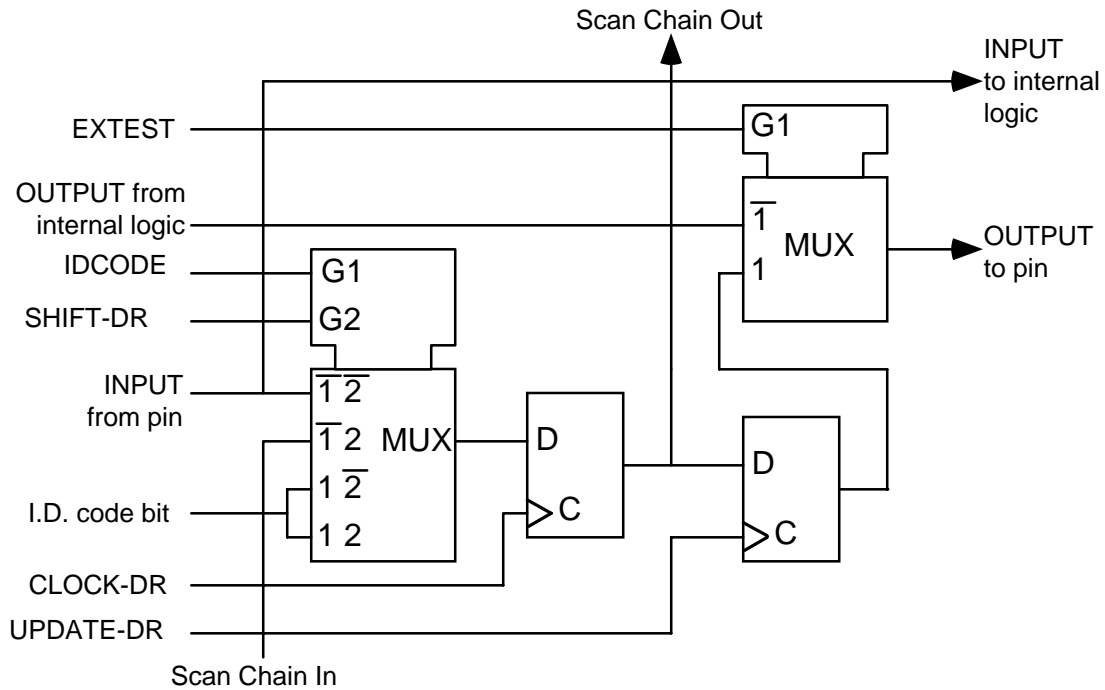 Scan Chain Out
INPUT
to internal
logic
EXTEST
G1
OUTPUT from
internal logic
1̅
MUX
1
OUTPUT
to pin
IDCODE
G1
SHIFT-DR
G2
INPUT
from pin
1̅ 2̅
1̅ 2
MUX
1 2̅
1 2
D
C
D
C
I.D. code bit
CLOCK-DR
UPDATE-DR
Scan Chain In